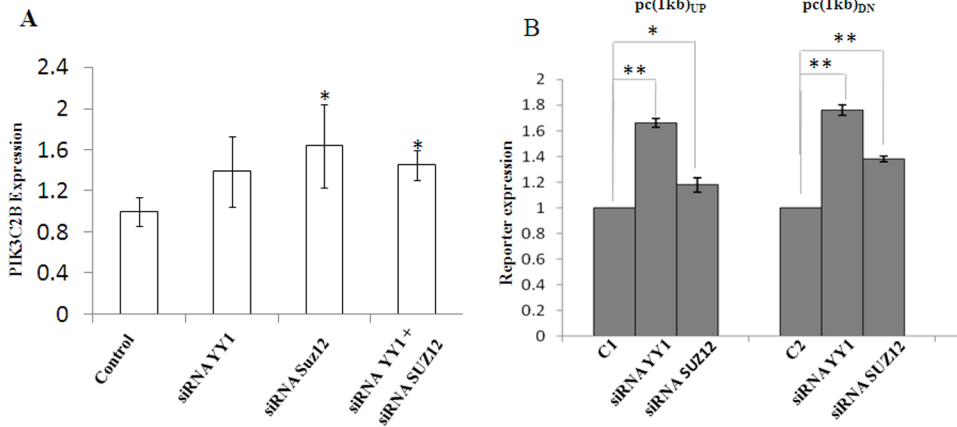 A
PIK3C2B Expression
2.4
2
1.6
1.2
0.8
0.4
0
*
*
Control
siRNA YY1
siRNA Suz12
siRNA YY1 +
siRNA SUZ12
B
pc(1kb)UP
pc(1kb)DN
*
**
**
**
Reporter expression
2
1.8
1.6
1.4
1.2
1
0.8
0.6
0.4
0.2
0
C1
siRNA YY1
siRNA SUZ12
C2
siRNA YY1
siRNA SUZ12